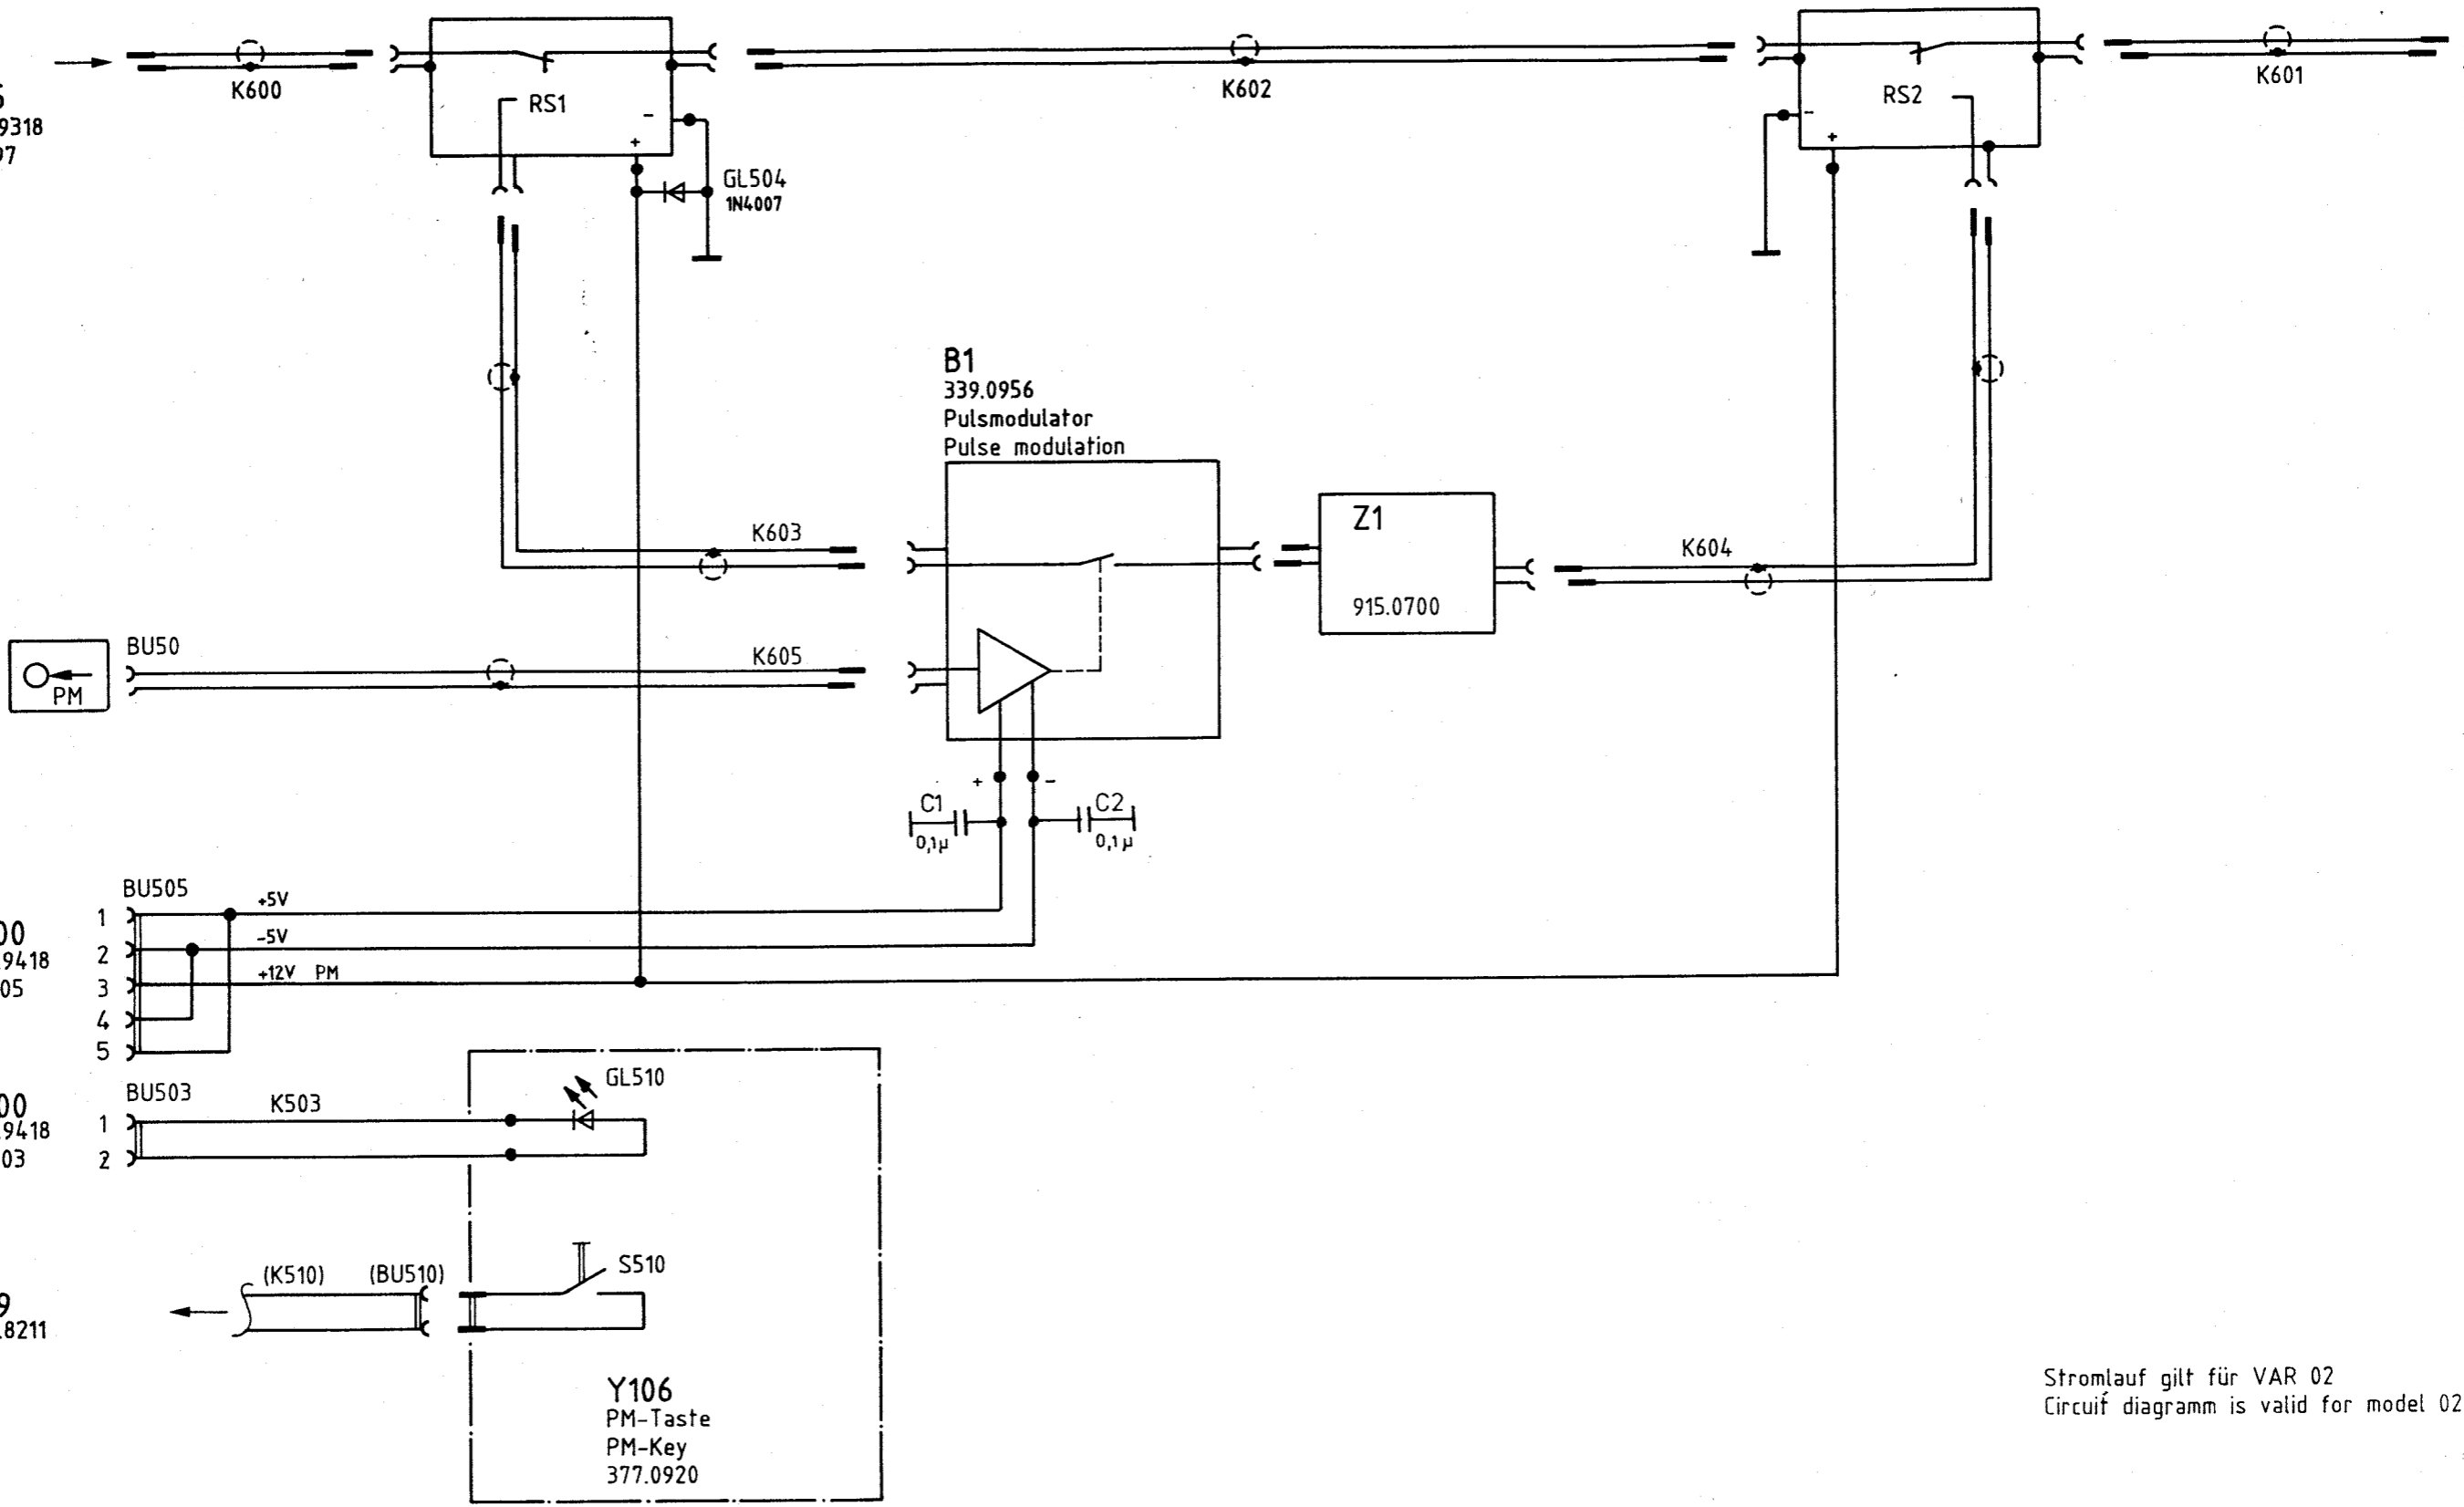 K600
K602
K601
RS1
RS2
-
+
-
+
9318
GL504
1N4007
B1
339.0956
Pulsmodulator
Pulse modulation
K603
Z1
915.0700
K604
BU50
PM
K605
+
-
C1
0,1µ
C2
0,1µ
BU505
1
+5V
00
2
-5V
9418
3
+12V PM
05
4
5
BU503
00
9418
03
1
2
K503
GL510
(K510)
(BU510)
S510
9
8211
Y106
PM-Taste
PM-Key
377.0920
Stromlauf gilt für VAR 02
Circuit diagramm is valid for model 02